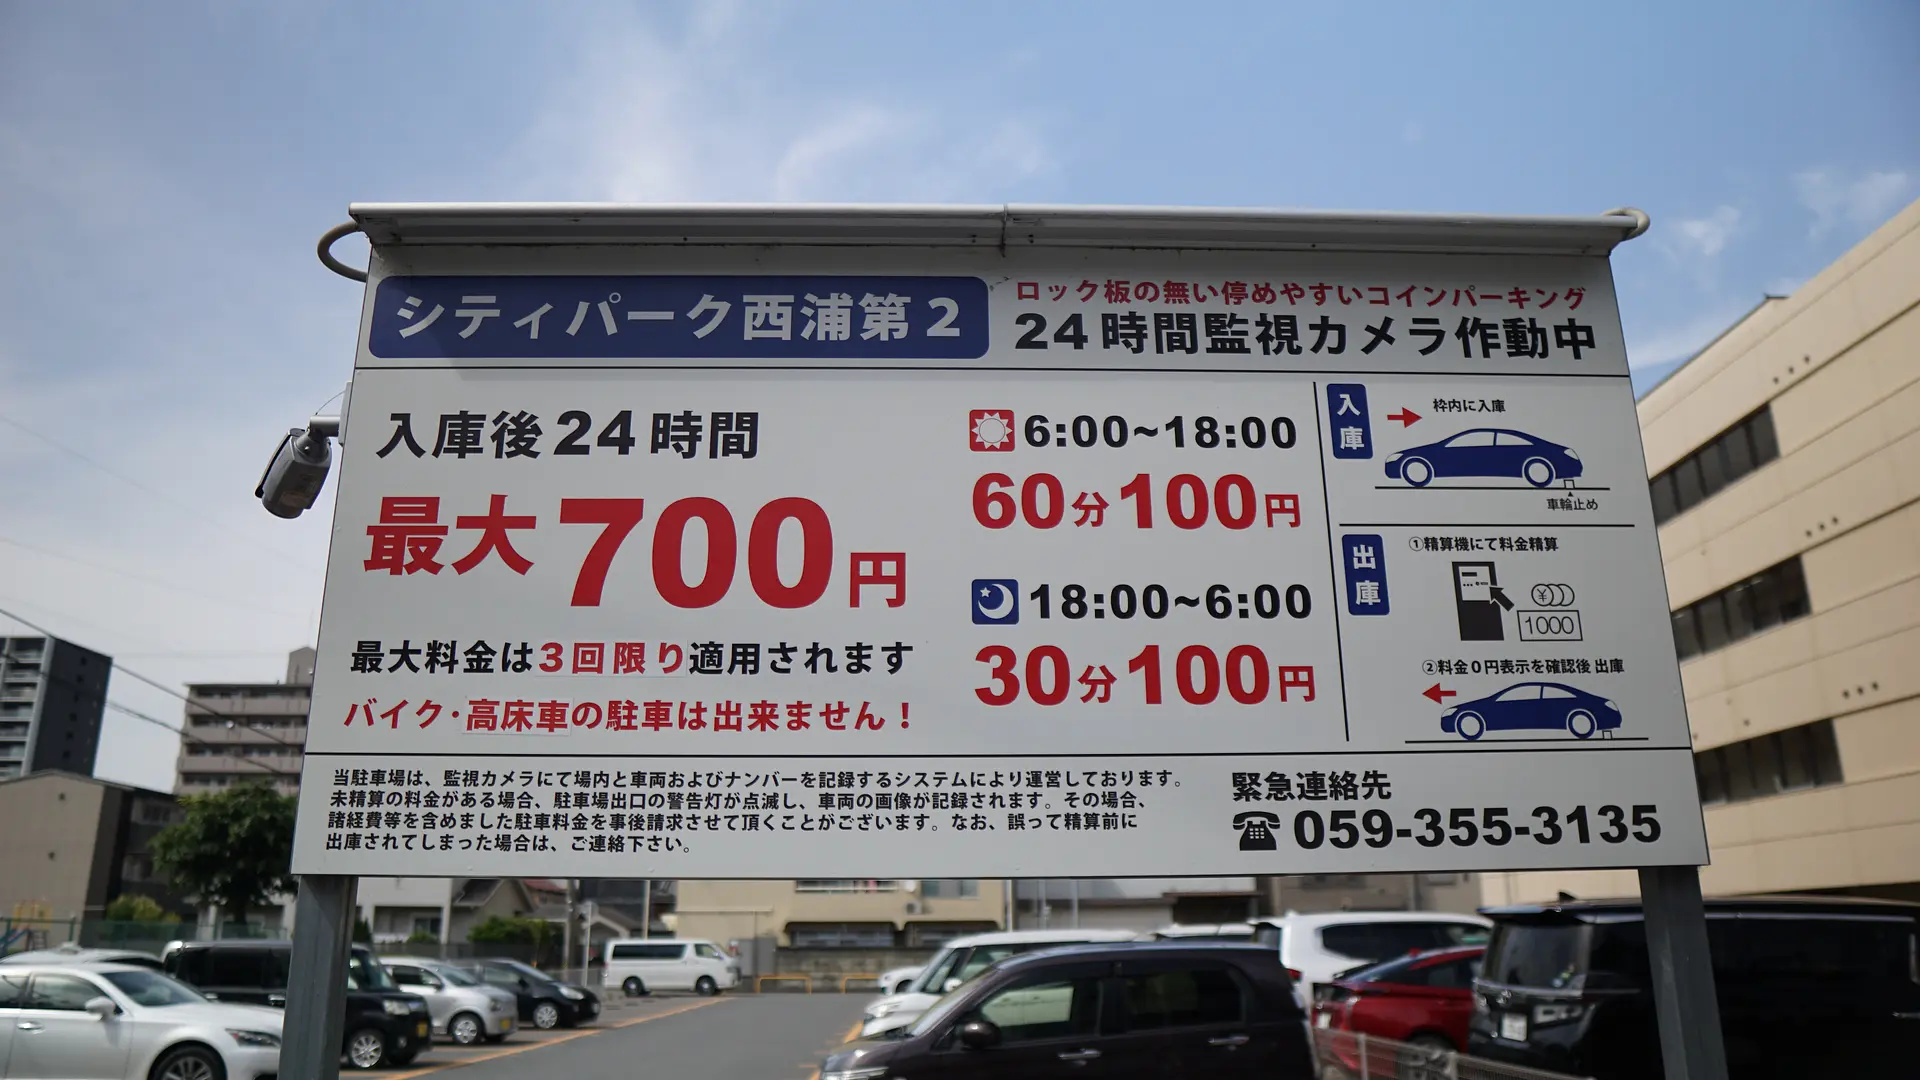 シティパーク西浦第2
ロック板の無い停めやすいコインパーキング
24時間監視カメラ作動中
入庫後24時間
最大700円
最大料金は3回限り適用されます
バイク・高床車の駐車は出来ません！
6:00~18:00
60分100円
18:00~6:00
30分100円
入庫
枠内に入庫
車輪止め
出庫
①精算機にて料金精算
¥
1000
②料金0円表示を確認後 出庫
当駐車場は、監視カメラにて場内と車両およびナンバーを記録するシステムにより運営しております。
未精算の料金がある場合、駐車場出口の警告灯が点滅し、車両の画像が記録されます。その場合、
諸経費等を含めました駐車料金を事後請求させて頂くことがございます。なお、誤って精算前に
出庫されてしまった場合は、ご連絡下さい。
緊急連絡先
059-355-3135